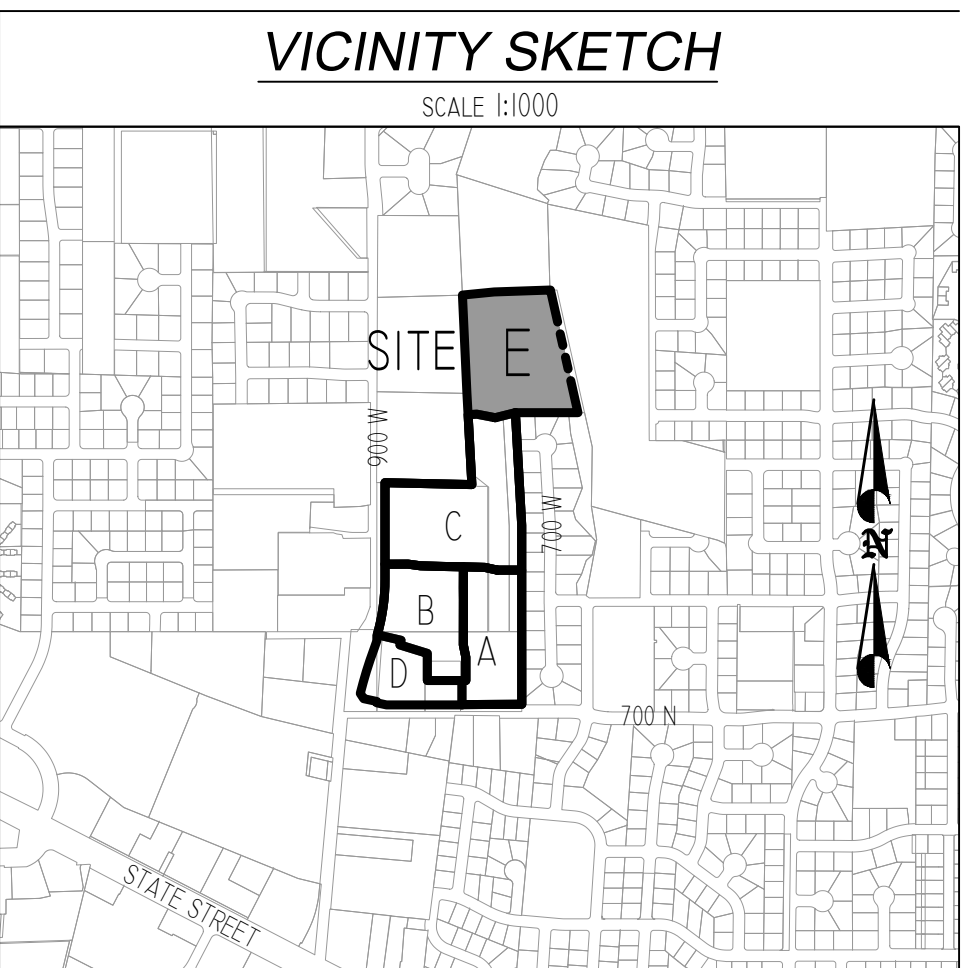 VICINITY SKETCH
SCALE 1:1000
SITE
E
900 W
700 W
C
B
A
D
N
700 N
STATE STREET